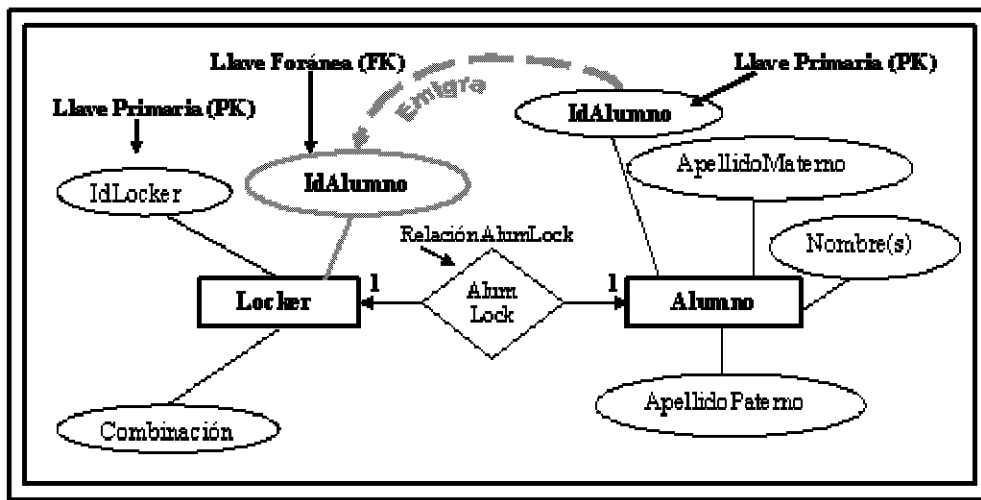 Llave Foránea (FK)
Llave Primaria (PK)
Llave Primaria (PK)
Emigra
IdAlumno
IdLocker
IdAlumno
ApellidoMaterno
Nombre(s)
RelaciónAlumLock
Locker
1
Alum
Lock
1
Alumno
Combinación
ApellidoPaterno